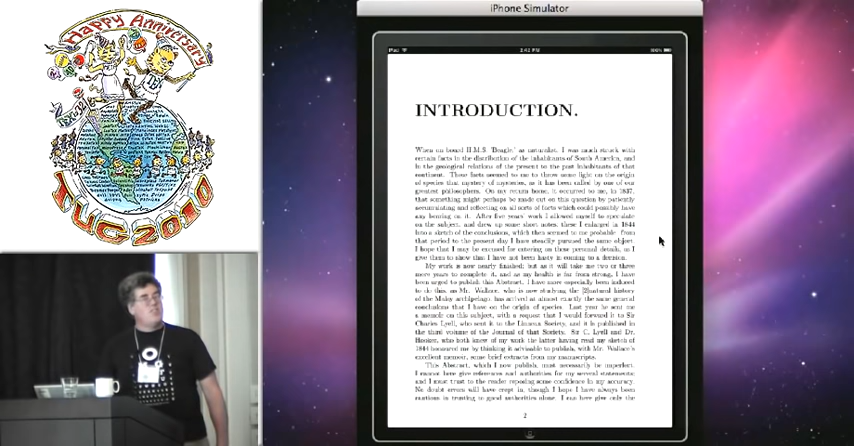 Happy Anniversary
TUG 2010
iPhone Simulator
iPad
2:42 PM
100%
INTRODUCTION.
When on board H.M.S. 'Beagle,' as naturalist, I was much struck with
certain facts in the distribution of the inhabitants of South America, and
in the geological relations of the present to the past inhabitants of that
continent. These facts seemed to me to throw some light on the origin
of species that mystery of mysteries, as it has been called by one of our
greatest philosophers. On my return home, it occurred to me, in 1837,
that something might perhaps be made out on this question by patiently
accumulating and reflecting on all sorts of facts which could possibly have
any bearing on it. After five years' work I allowed myself to speculate
on the subject, and drew up some short notes; these I enlarged in 1844
into a sketch of the conclusions, which then seemed to me probable: from
that period to the present day I have steadily pursued the same object.
I hope that I may be excused for entering on these personal details, as I
give them to show that I have not been hasty in coming to a decision.
My work is now nearly finished; but as it will take me two or three
more years to complete it, and as my health is far from strong, I have
been urged to publish this Abstract. I have more especially been induced
to do this, as Mr. Wallace, who is now studying the [2]natural history
of the Malay archipelago, has arrived at almost exactly the same general
conclusions that I have on the origin of species. Last year he sent me
a memoir on this subject, with a request that I would forward it to Sir
Charles Lyell, who sent it to the Linnean Society, and it is published in
the third volume of the Journal of that Society. Sir C. Lyell and Dr.
Hooker, who both knew of my work the latter having read my sketch of
1844 honoured me by thinking it advisable to publish, with Mr. Wallace's
excellent memoir, some brief extracts from my manuscripts.
This Abstract, which I now publish, must necessarily be imperfect.
I cannot here give references and authorities for my several statements;
and I must trust to the reader reposing some confidence in my accuracy.
No doubt errors will have crept in, though I hope I have always been
cautious in trusting to good authorities alone. I can here give only the
2